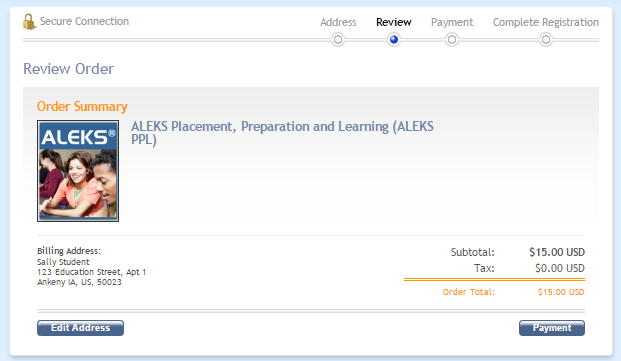 Secure Connection
Address Review Payment Complete Registration
Review Order
Order Summary
ALEKS®
ALEKS Placement, Preparation and Learning (ALEKS
PPL)
Billing Address:
Sally Student
123 Education Street, Apt 1
Ankeny IA, US, 50023
Subtotal: $15.00 USD
Tax: $0.00 USD
Order Total: $15.00 USD
Edit Address
Payment